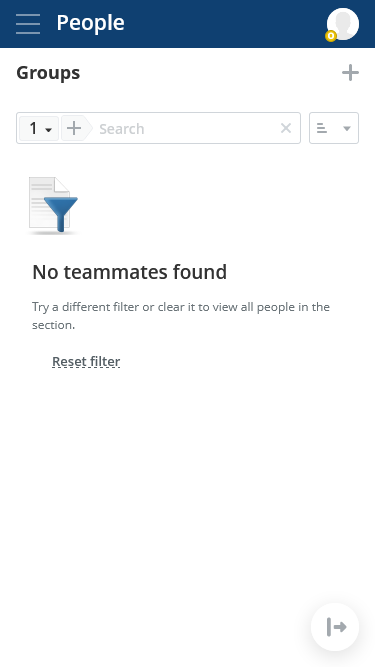 People
Groups
1
Search
No teammates found
Try a different filter or clear it to view all people in the
section.
Reset filter